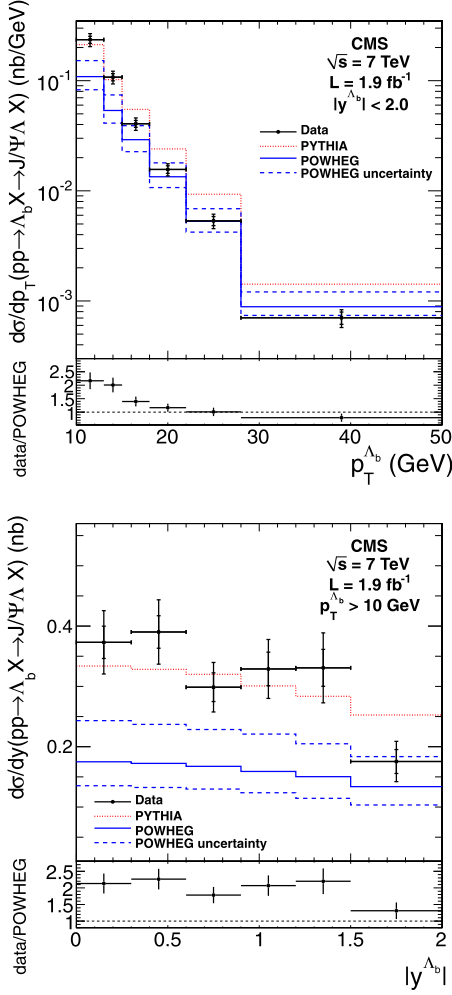 CMS
√s = 7 TeV
L = 1.9 fb⁻¹
|y^Λb| < 2.0
Data
PYTHIA
POWHEG
POWHEG uncertainty
dσ/dp_T(pp→Λ_bX→J/ΨΛ X) (nb/GeV)
10⁻¹
10⁻²
10⁻³
data/POWHEG
2.5
2
1.5
1
10 20 30 40 50
p_T^Λb (GeV)
CMS
√s = 7 TeV
L = 1.9 fb⁻¹
p_T^Λb > 10 GeV
dσ/dy(pp→Λ_bX→J/ΨΛ X) (nb)
0.4
0.2
Data
PYTHIA
POWHEG
POWHEG uncertainty
data/POWHEG
2.5
2
1.5
1
0 0.5 1 1.5 2
|y^Λb|